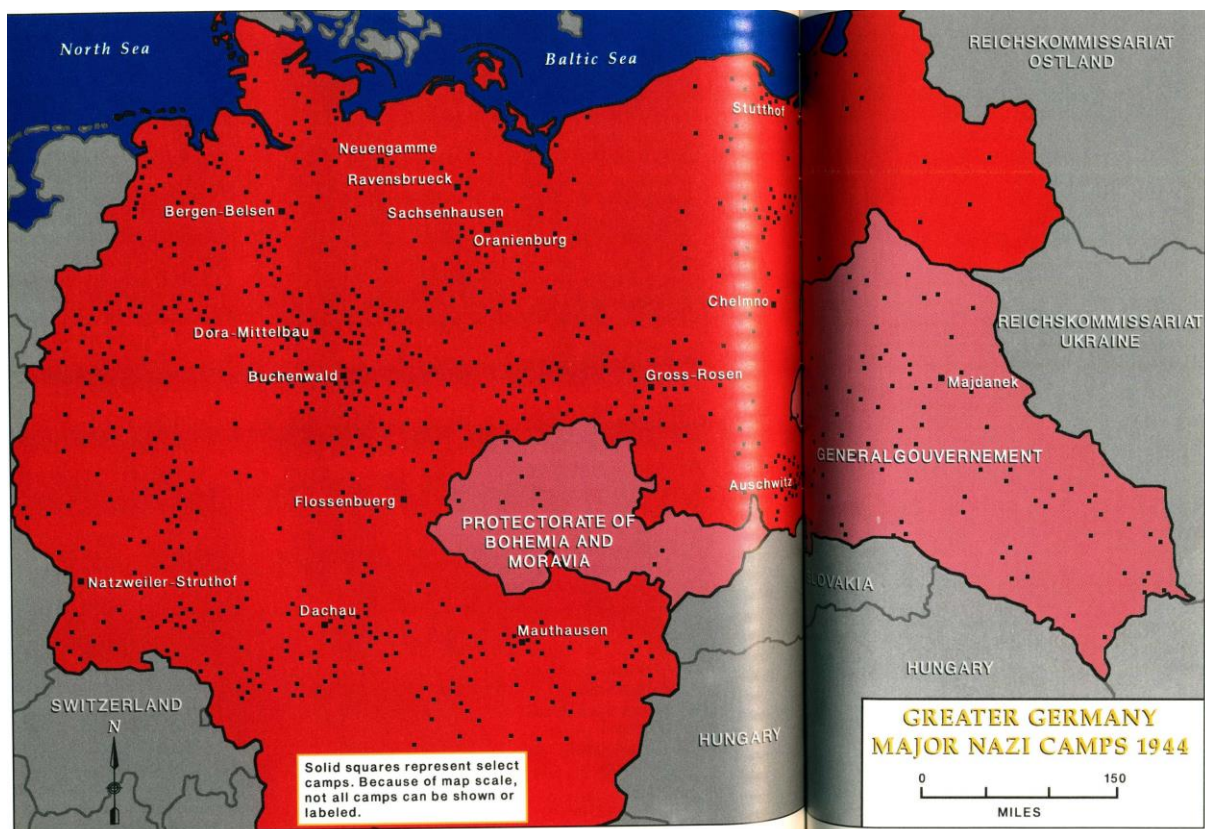 North Sea
Baltic Sea
REICHSKOMMISSARIAT
OSTLAND
Stutthof
Neuengamme
Ravensbrueck
Bergen-Belsen
Sachsenhausen
Oranienburg
Chelmno
REICHSKOMMISSARIAT
UKRAINE
Dora-Mittelbau
Buchenwald
Gross-Rosen
Majdanek
GENERALGOUVERNEMENT
Auschwitz
Flossenbuerg
PROTECTORATE OF
BOHEMIA AND
MORAVIA
Natzweiler-Struthof
SLOVAKIA
Dachau
Mauthausen
HUNGARY
SWITZERLAND
N
HUNGARY
GREATER GERMANY
MAJOR NAZI CAMPS 1944
0 150
MILES
Solid squares represent select
camps. Because of map scale,
not all camps can be shown or
labeled.